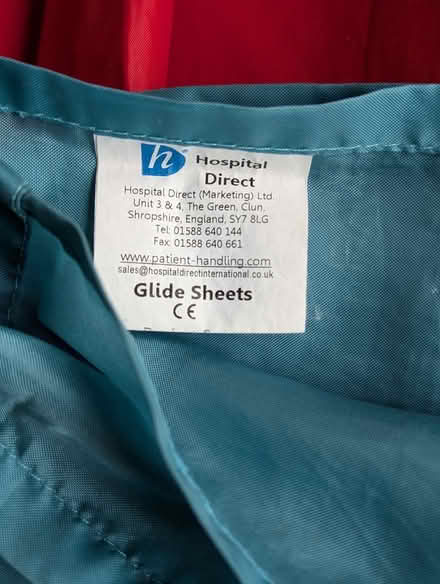 h Hospital
Direct
Hospital Direct (Marketing) Ltd
Unit 3 & 4, The Green, Clun,
Shropshire, England, SY7 8LG
Tel: 01588 640 144
Fax: 01588 640 661
www.patient-handling.com
sales@hospitaldirectinternational.co.uk
Glide Sheets
CE